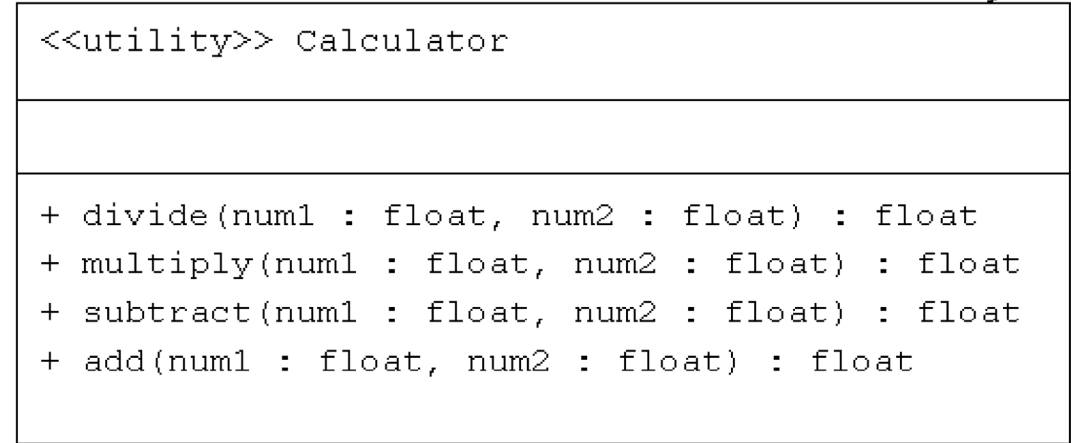 <<utility>> Calculator
+ divide(num1 : float, num2 : float) : float
+ multiply(num1 : float, num2 : float) : float
+ subtract(num1 : float, num2 : float) : float
+ add(num1 : float, num2 : float) : float